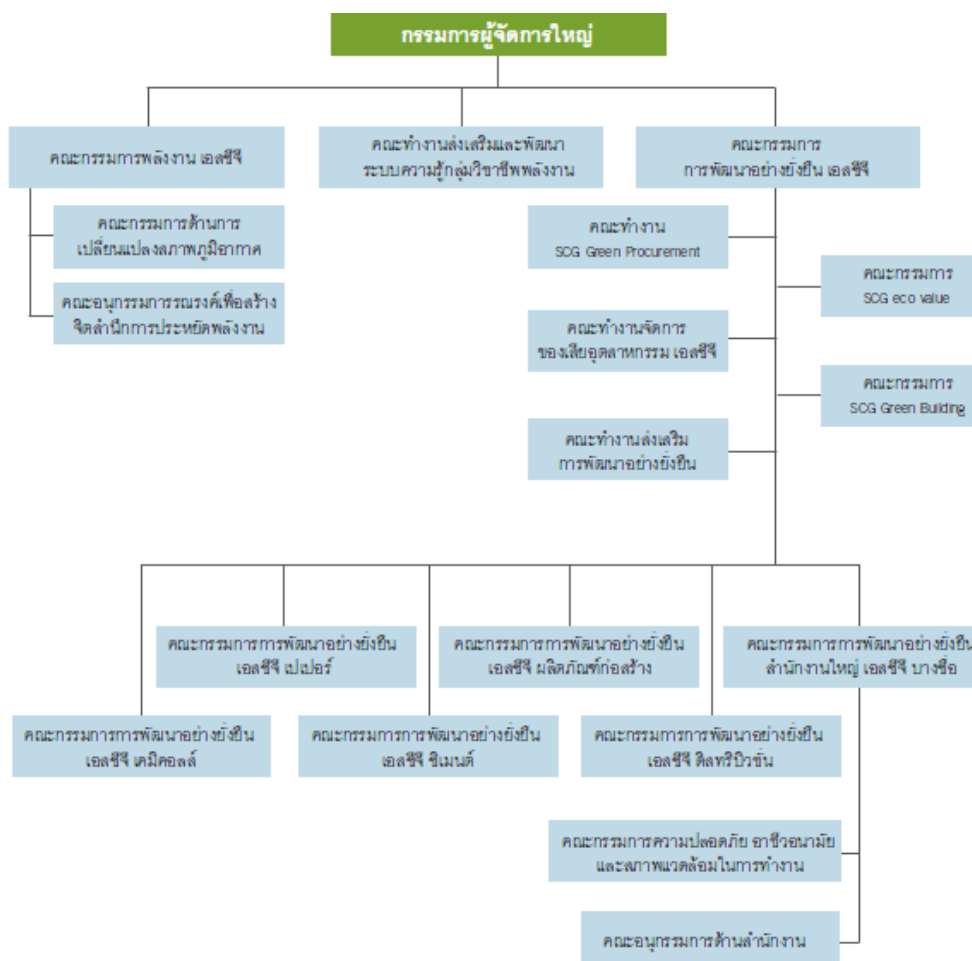 กรรมการผู้จัดการใหญ่
คณะกรรมการพลังงาน เอสซีจี
คณะทำงานส่งเสริมและพัฒนา
ระบบความรู้กลุ่มวิชาชีพพลังงาน
คณะกรรมการ
การพัฒนาอย่างยั่งยืน เอสซีจี
คณะกรรมการด้านการ
เปลี่ยนแปลงสภาพภูมิอากาศ
คณะอนุกรรมการรณรงค์เพื่อสร้าง
จิตสำนึกการประหยัดพลังงาน
คณะทำงาน
SCG Green Procurement
คณะกรรมการ
SCG eco value
คณะทำงานจัดการ
ของเสียอุตสาหกรรม เอสซีจี
คณะกรรมการ
SCG Green Building
คณะทำงานส่งเสริม
การพัฒนาอย่างยั่งยืน
คณะกรรมการการพัฒนาอย่างยั่งยืน
เอสซีจี เปเปอร์
คณะกรรมการการพัฒนาอย่างยั่งยืน
เอสซีจี ผลิตภัณฑ์ก่อสร้าง
คณะกรรมการการพัฒนาอย่างยั่งยืน
สำนักงานใหญ่ เอสซีจี บางซื่อ
คณะกรรมการการพัฒนาอย่างยั่งยืน
เอสซีจี เคมิคอลส์
คณะกรรมการการพัฒนาอย่างยั่งยืน
เอสซีจี ซิเมนต์
คณะกรรมการการพัฒนาอย่างยั่งยืน
เอสซีจี ดิสทริบิวชั่น
คณะกรรมการความปลอดภัย อาชีวอนามัย
และสภาพแวดล้อมในการทำงาน
คณะอนุกรรมการด้านสำนักงาน